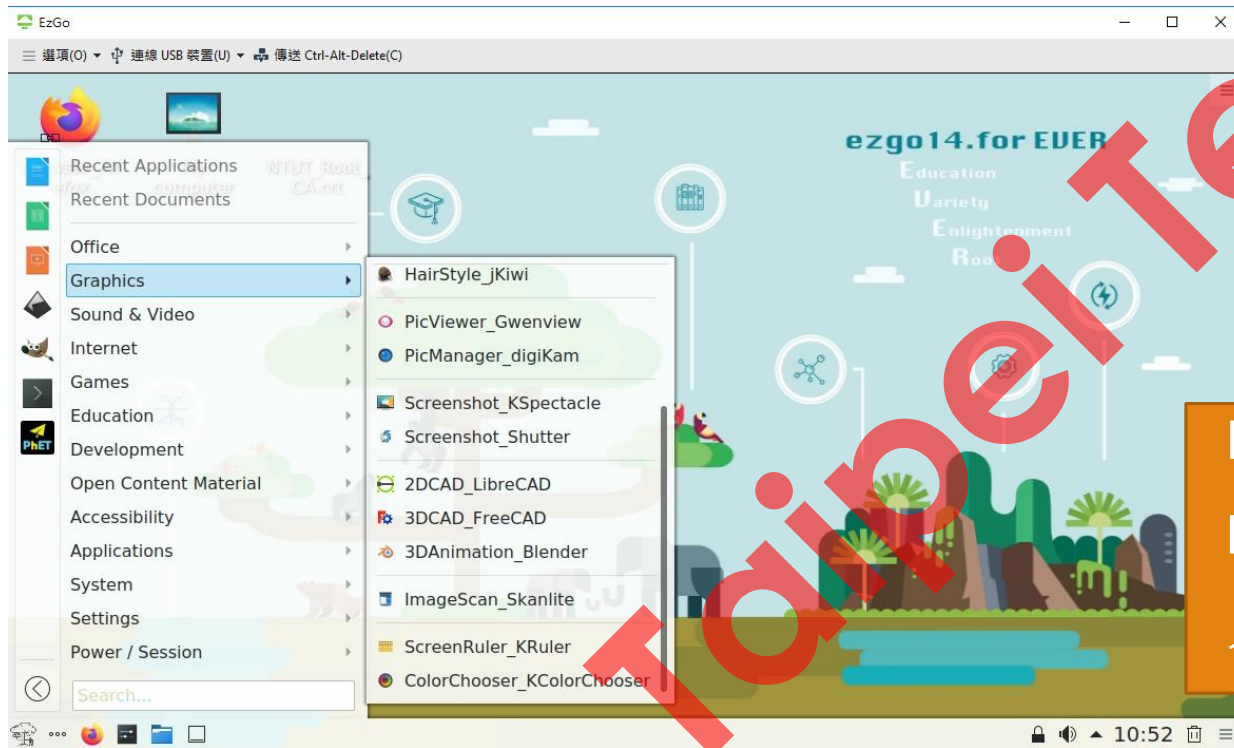 EzGo
選項(O) 連線 USB 裝置(U) 傳送 Ctrl-Alt-Delete(C)
ezgo14.for EVER
Education
Variety
Enlightenment
Roo
computer
NTUT_Root_
CA.crt
Recent Applications
Recent Documents
Office
Graphics
Sound & Video
Internet
Games
Education
Development
Open Content Material
Accessibility
Applications
System
Settings
Power / Session
Search...
PhET
HairStyle_jKiwi
PicViewer_Gwenview
PicManager_digiKam
Screenshot_KSpectacle
Screenshot_Shutter
2DCAD_LibreCAD
3DCAD_FreeCAD
3DAnimation_Blender
ImageScan_Skanlite
ScreenRuler_KRuler
ColorChooser_KColorChooser
10:52
Taipei Te